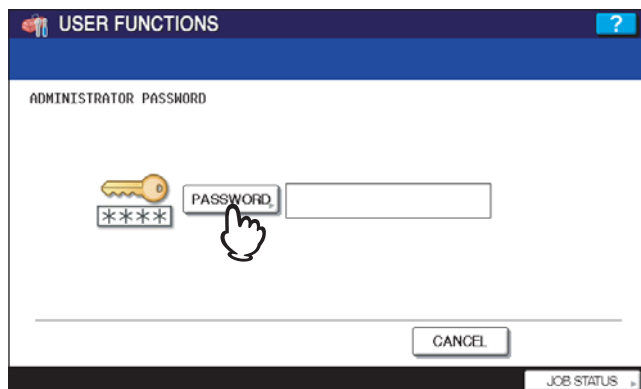 USER FUNCTIONS
?
ADMINISTRATOR PASSWORD
PASSWORD
****
CANCEL
JOB STATUS